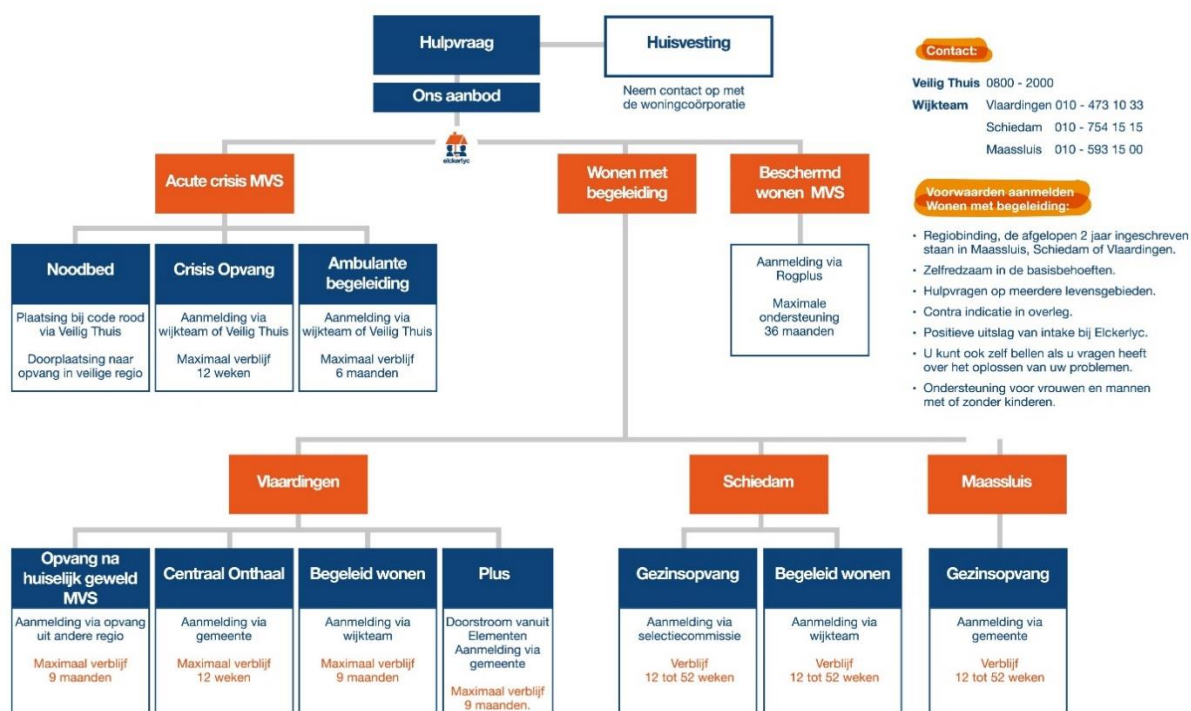 Hulpvraag
Huisvesting
Ons aanbod
Neem contact op met
de woningcoörporatie
elckerlyc
Contact:
Veilig Thuis 0800 - 2000
Wijkteam Vlaardingen 010 - 473 10 33
Schiedam 010 - 754 15 15
Maassluis 010 - 593 15 00
Acute crisis MVS
Wonen met
begeleiding
Beschermd
wonen MVS
Noodbed
Plaatsing bij code rood
via Veilig Thuis
Doorplaatsing naar
opvang in veilige regio
Crisis Opvang
Aanmelding via
wijkteam of Veilig Thuis
Maximaal verblijf
12 weken
Ambulante
begeleiding
Aanmelding via
wijkteam of Veilig Thuis
Maximaal verblijf
6 maanden
Aanmelding via
Rogplus
Maximale
ondersteuning
36 maanden
Voorwaarden aanmelden
Wonen met begeleiding:
• Regiobinding, de afgelopen 2 jaar ingeschreven
staan in Maassluis, Schiedam of Vlaardingen.
• Zelfredzaam in de basisbehoeften.
• Hulpvragen op meerdere levensgebieden.
• Contra indicatie in overleg.
• Positieve uitslag van intake bij Elckerlyc.
• U kunt ook zelf bellen als u vragen heeft
over het oplossen van uw problemen.
• Ondersteuning voor vrouwen en mannen
met of zonder kinderen.
Vlaardingen
Schiedam
Maassluis
Opvang na
huiselijk geweld
MVS
Aanmelding via opvang
uit andere regio
Maximaal verblijf
9 maanden
Centraal Onthaal
Aanmelding via
gemeente
Maximaal verblijf
12 weken
Begeleid wonen
Aanmelding via
wijkteam
Maximaal verblijf
9 maanden
Plus
Doorstroom vanuit
Elementen
Aanmelding via
gemeente
Maximaal verblijf
9 maanden.
Gezinsopvang
Aanmelding via
selectiecommissie
Verblijf
12 tot 52 weken
Begeleid wonen
Aanmelding via
wijkteam
Verblijf
12 tot 52 weken
Gezinsopvang
Aanmelding via
gemeente
Verblijf
12 tot 52 weken